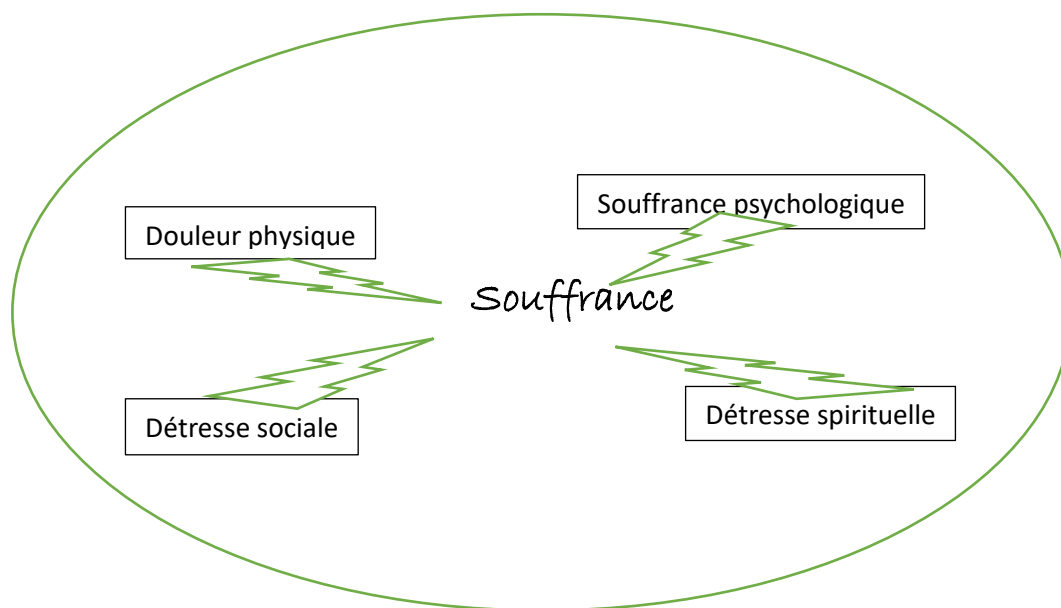 Souffrance psychologique
Douleur physique
Souffrance
Détresse sociale
Détresse spirituelle